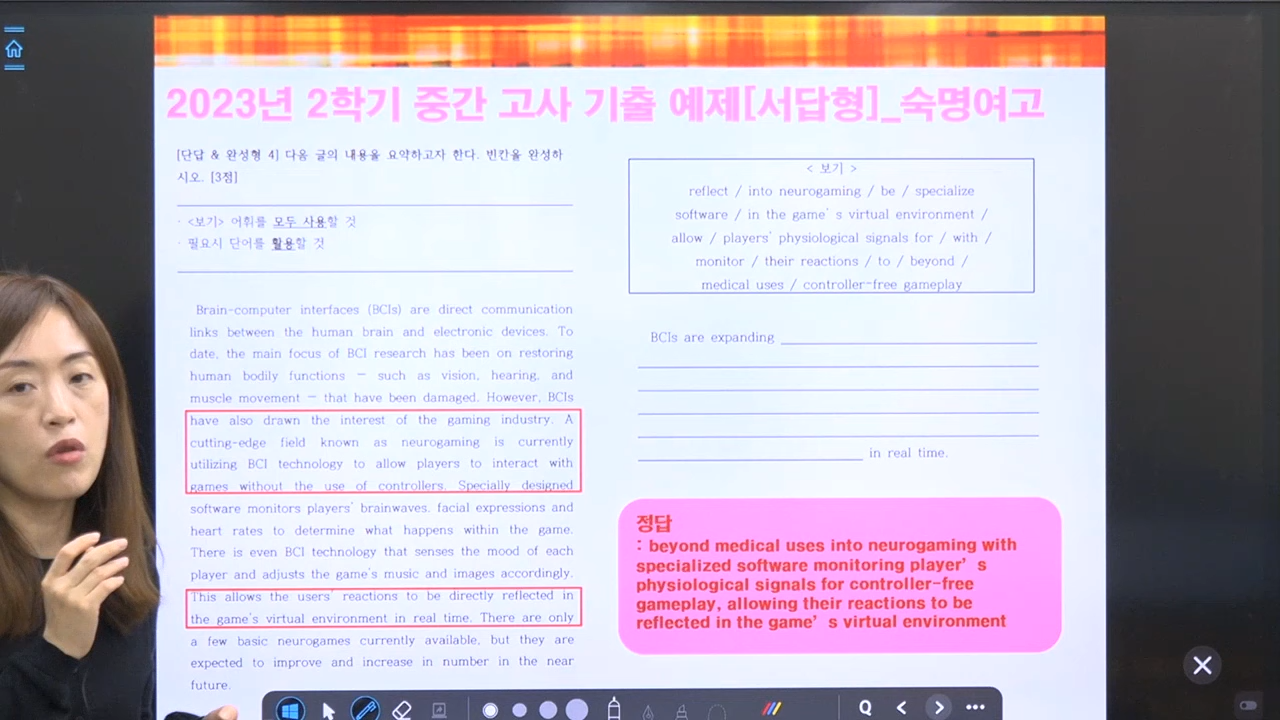 2023년 2학기 중간 고사 기출 예제[서답형]_숙명여고
[단답 & 완성형 4] 다음 글의 내용을 요약하고자 한다. 빈칸을 완성하
시오. [3점]
· <보기> 어휘를 모두 사용할 것
· 필요시 단어를 활용할 것
Brain-computer interfaces (BCIs) are direct communication
links between the human brain and electronic devices. To
date, the main focus of BCI research has been on restoring
human bodily functions — such as vision, hearing, and
muscle movement — that have been damaged. However, BCIs
have also drawn the interest of the gaming industry. A
cutting-edge field known as neurogaming is currently
utilizing BCI technology to allow players to interact with
games without the use of controllers. Specially designed
software monitors players' brainwaves, facial expressions and
heart rates to determine what happens within the game.
There is even BCI technology that senses the mood of each
player and adjusts the game's music and images accordingly.
This allows the users' reactions to be directly reflected in
the game's virtual environment in real time. There are only
a few basic neurogames currently available, but they are
expected to improve and increase in number in the near
future.
< 보기 >
reflect / into neurogaming / be / specialize
software / in the game's virtual environment /
allow / players' physiological signals for / with /
monitor / their reactions / to / beyond /
medical uses / controller-free gameplay
BCIs are expanding
in real time.
정답
: beyond medical uses into neurogaming with
specialized software monitoring player's
physiological signals for controller-free
gameplay, allowing their reactions to be
reflected in the game's virtual environment